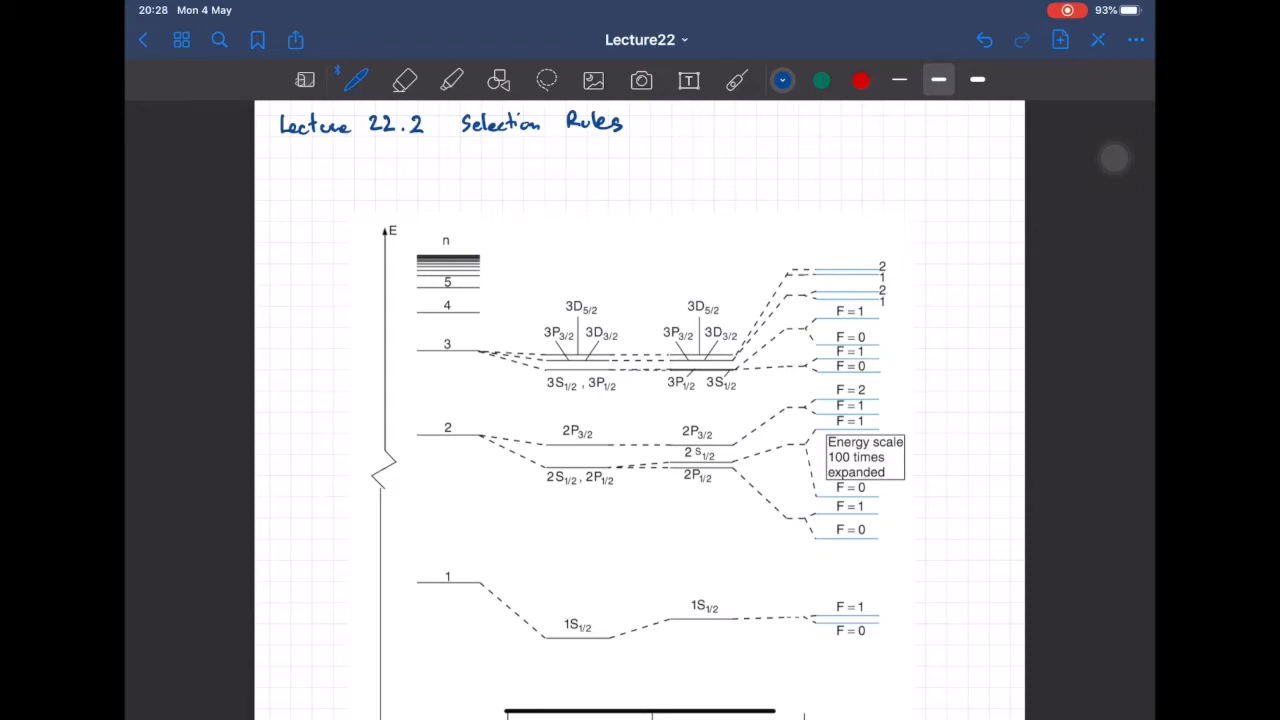 20:28 Mon 4 May
93%
Lecture22
T
Lecture 22.2 Selection Rules
E
n
5
4
3
2
1
3D5/2
3P3/2 3D3/2
3S1/2 , 3P1/2
2P3/2
2S1/2 , 2P1/2
1S1/2
3D5/2
3P3/2 3D3/2
3P1/2 3S1/2
2P3/2
2 S1/2
2P1/2
1S1/2
2
1
2
1
F = 1
F = 0
F = 1
F = 0
F = 2
F = 1
F = 1
Energy scale
100 times
expanded
F = 0
F = 1
F = 0
F = 1
F = 0